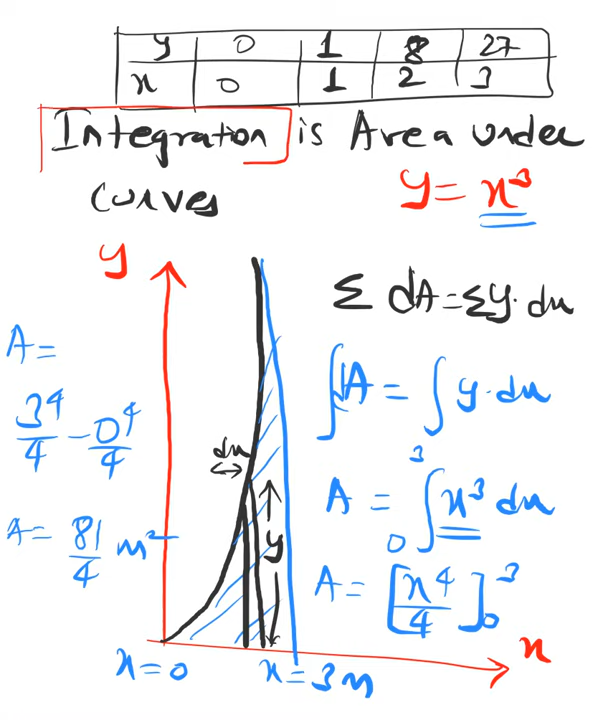 y 0 1 8 27
x 0 1 2 3
Integration is Area under
curves
y = x³
y
Σ dA = Σy·dx
A =
3⁴/4 - 0⁴/4
A = 81/4 m²
∫dA = ∫y·dx
A = ∫₀³ x³ dx
A = [x⁴/4]₀³
dx
y
x = 0
x = 3m
x